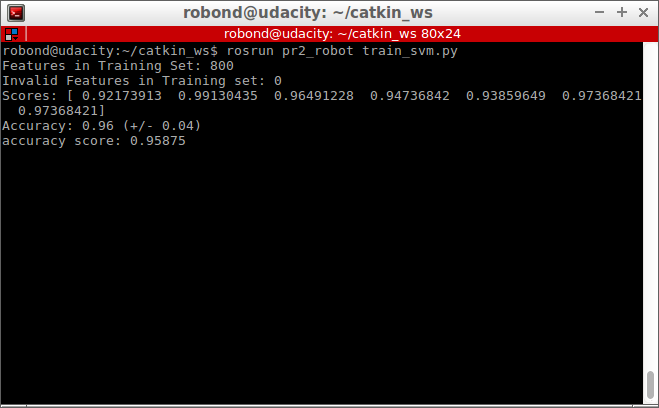 robond@udacity: ~/catkin_ws
robond@udacity: ~/catkin_ws 80x24
robond@udacity:~/catkin_ws$ rosrun pr2_robot train_svm.py
Features in Training Set: 800
Invalid Features in Training set: 0
Scores: [ 0.92173913  0.99130435  0.96491228  0.94736842  0.93859649  0.97368421
  0.97368421]
Accuracy: 0.96 (+/- 0.04)
accuracy score: 0.95875